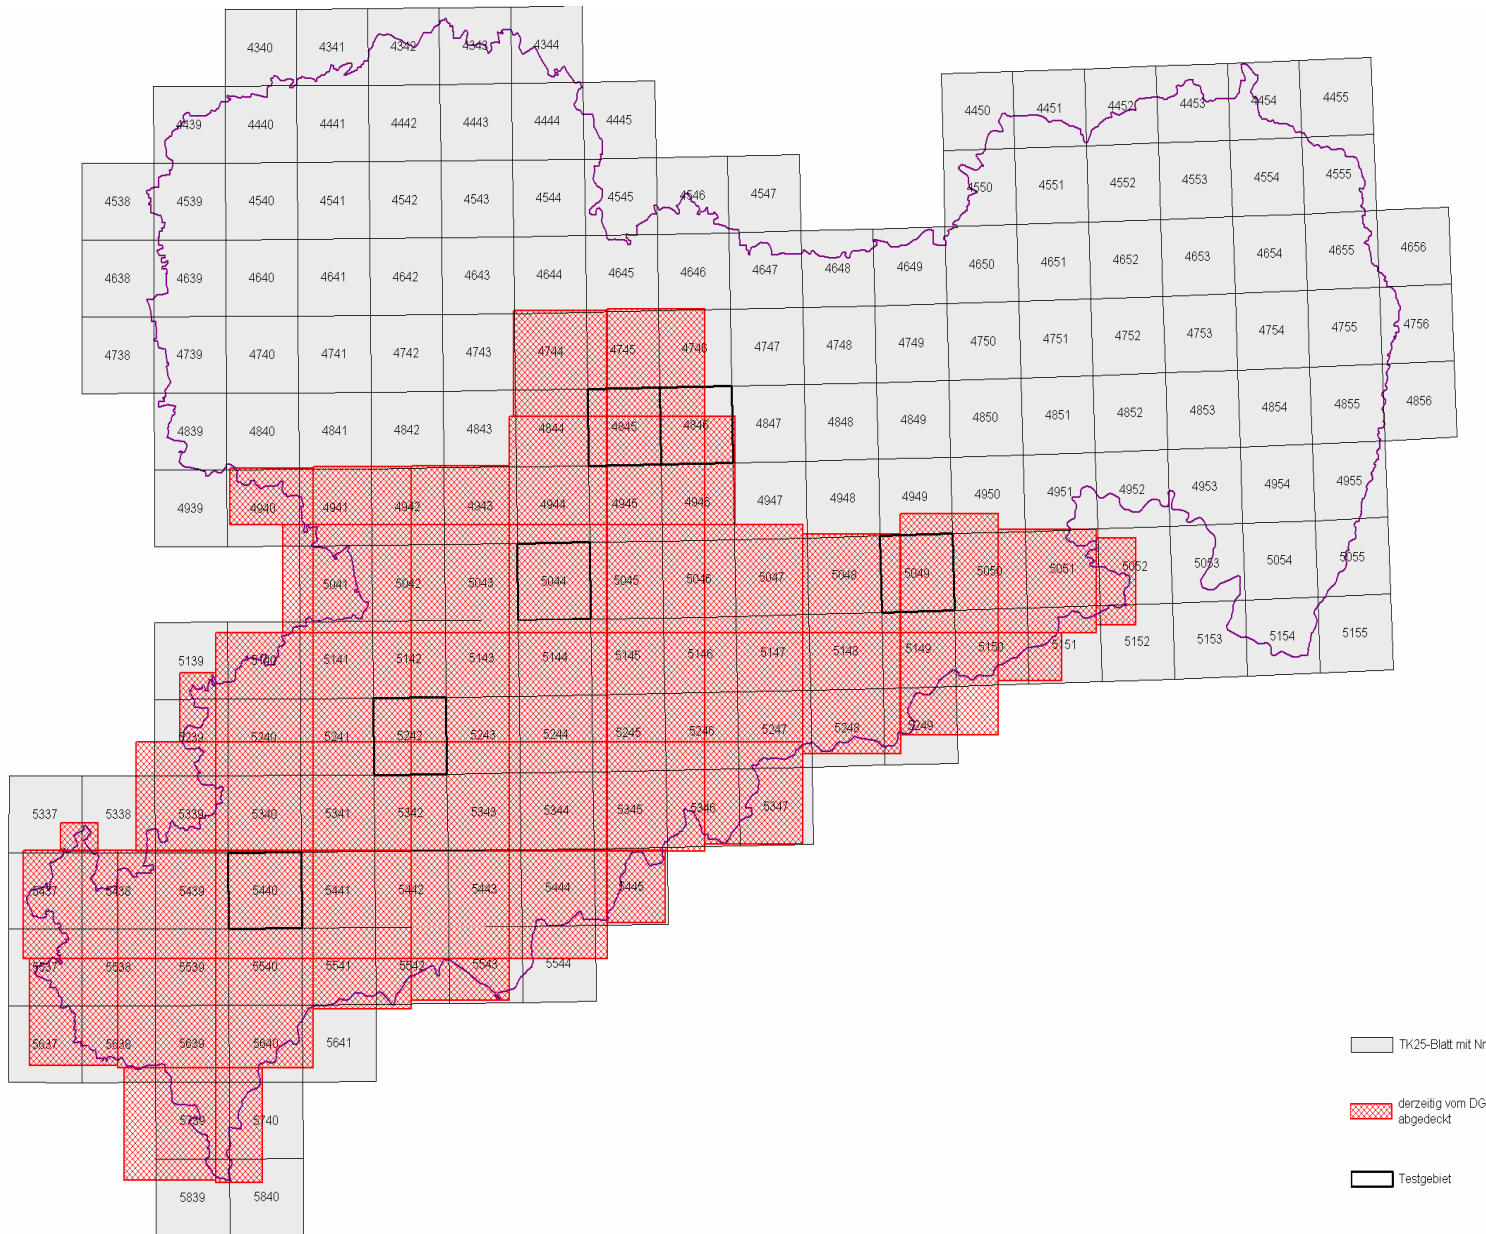 4340 4341 4342 4343 4344
4439 4440 4441 4442 4443 4444 4445 4450 4451 4452 4453 4454 4455
4538 4539 4540 4541 4542 4543 4544 4545 4546 4547 4550 4551 4552 4553 4554 4555
4638 4639 4640 4641 4642 4643 4644 4645 4646 4647 4648 4649 4650 4651 4652 4653 4654 4655 4656
4738 4739 4740 4741 4742 4743 4744 4745 4746 4747 4748 4749 4750 4751 4752 4753 4754 4755 4756
4839 4840 4841 4842 4843 4844 4845 4846 4847 4848 4849 4850 4851 4852 4853 4854 4855 4856
4939 4940 4941 4942 4943 4944 4945 4946 4947 4948 4949 4950 4951 4952 4953 4954 4955
5041 5042 5043 5044 5045 5046 5047 5048 5049 5050 5051 5052 5053 5054 5055
5139 5140 5141 5142 5143 5144 5145 5146 5147 5148 5149 5150 5151 5152 5153 5154 5155
5239 5240 5241 5242 5243 5244 5245 5246 5247 5248 5249
5337 5338 5339 5340 5341 5342 5343 5344 5345 5346 5347
5437 5438 5439 5440 5441 5442 5443 5444 5445
5537 5538 5539 5540 5541 5542 5543 5544
5637 5638 5639 5640 5641
5739 5740
5839 5840
TK25-Blatt mit Nr
derzeitig vom DG
abgedeckt
Testgebiet